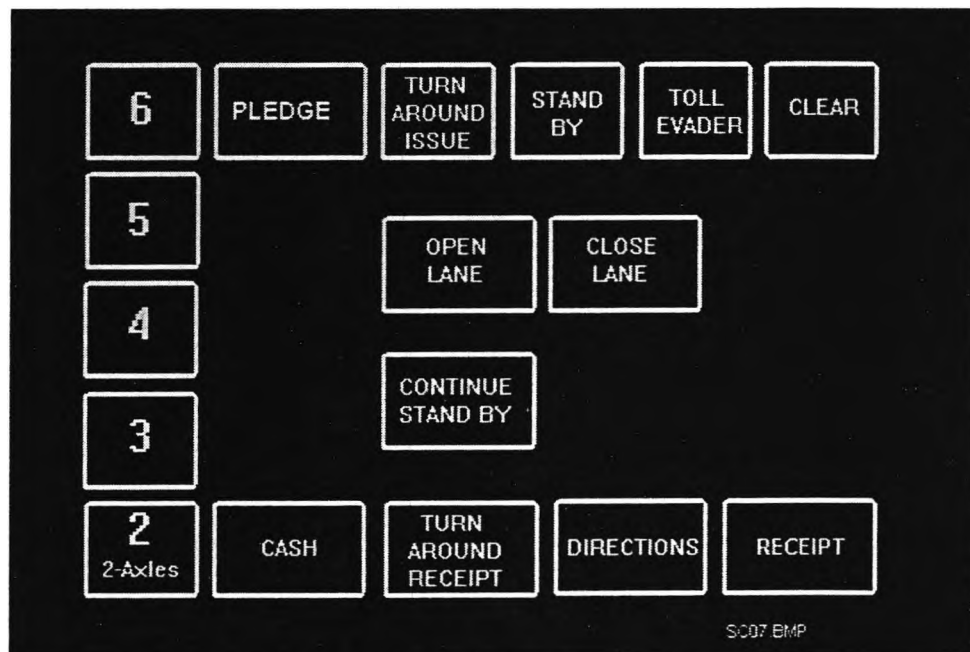 6
PLEDGE
TURN
AROUND
ISSUE
STAND
BY
TOLL
EVADER
CLEAR
5
OPEN
LANE
CLOSE
LANE
4
CONTINUE
STAND BY
3
2
2-Axles
CASH
TURN
AROUND
RECEIPT
DIRECTIONS
RECEIPT
SC07.BMP